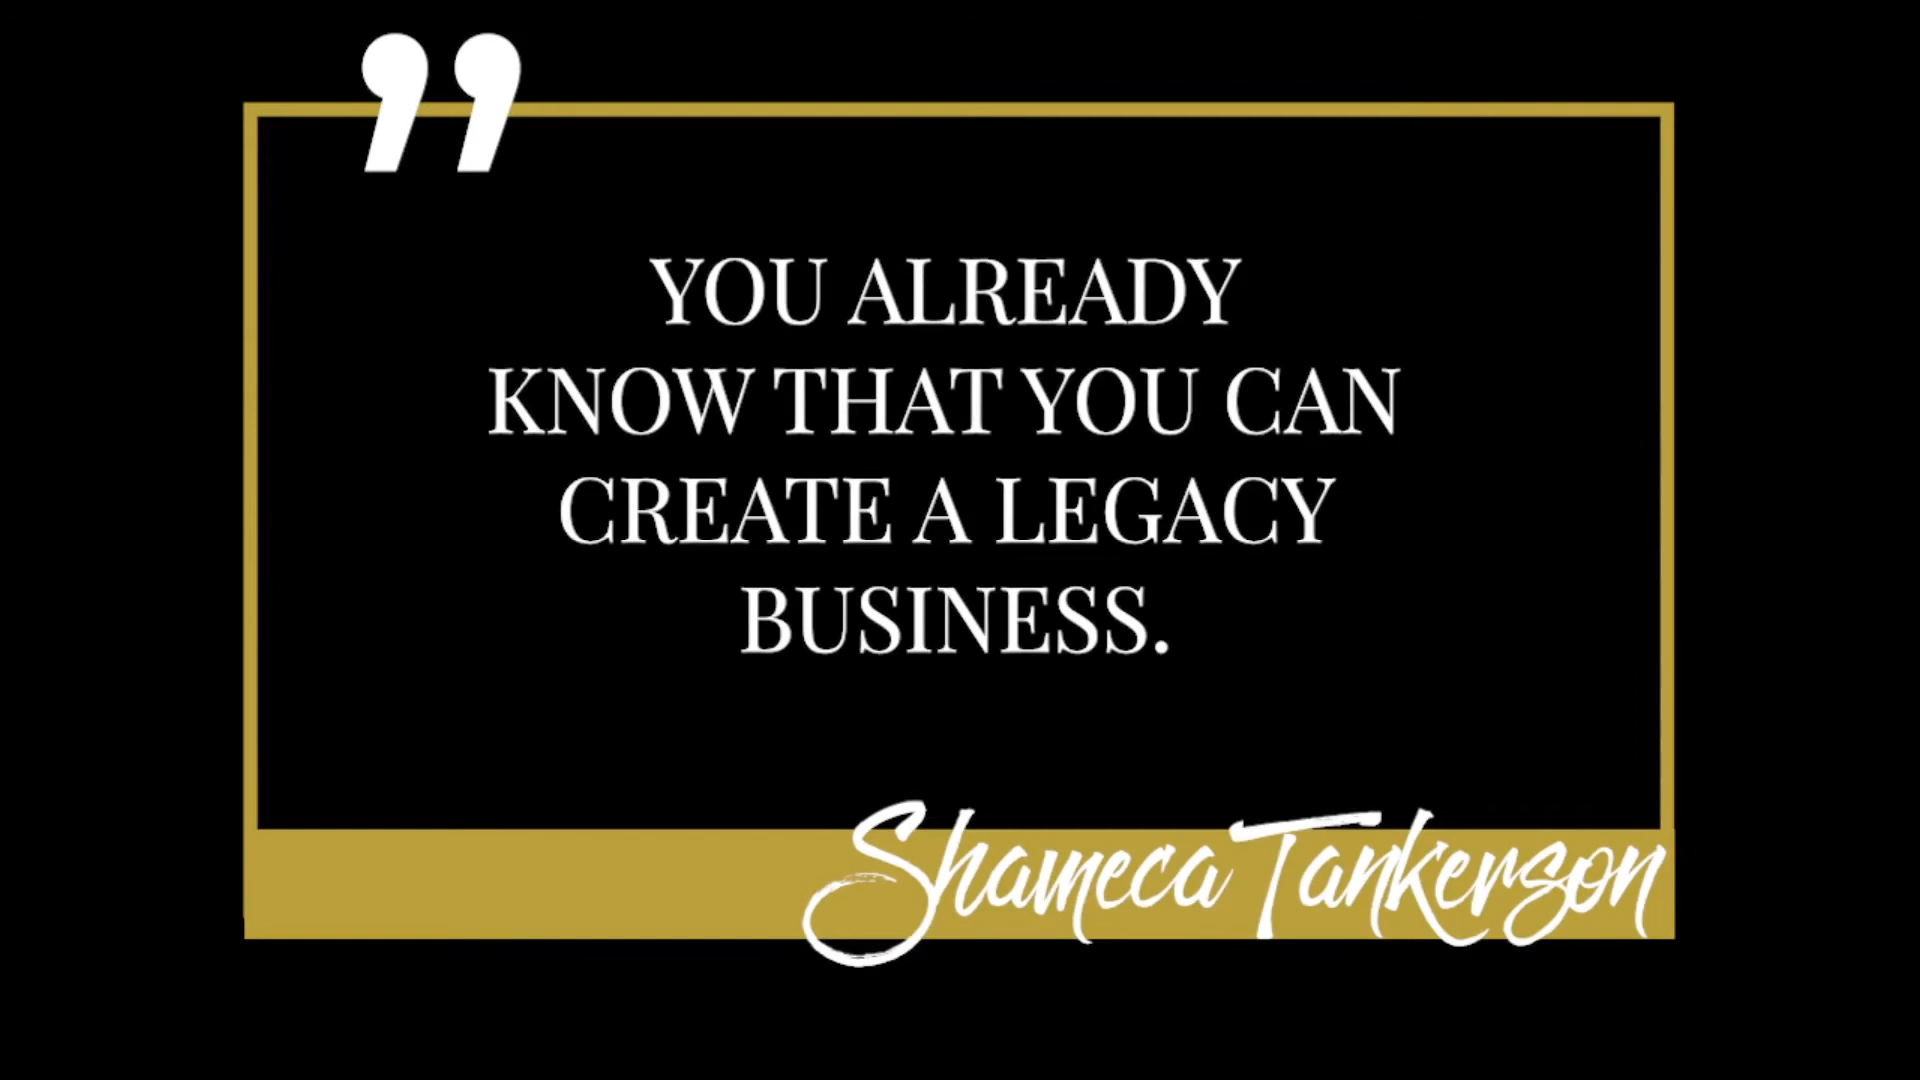 ”
YOU ALREADY
KNOW THAT YOU CAN
CREATE A LEGACY
BUSINESS.
Shameca Tankerson